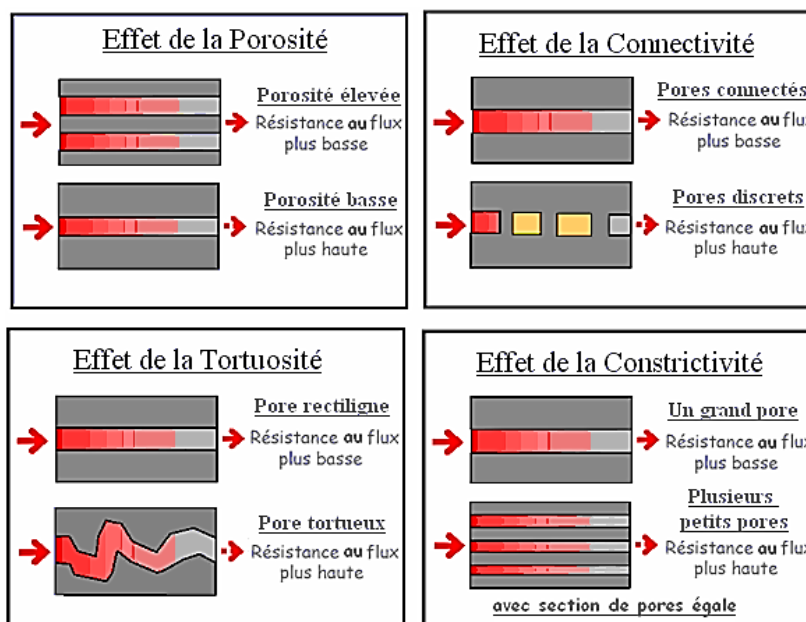 Effet de la Porosité
Porosité élevée
Résistance au flux
plus basse
Porosité basse
Résistance au flux
plus haute
Effet de la Connectivité
Pores connectés
Résistance au flux
plus basse
Pores discrets
Résistance au flux
plus haute
Effet de la Tortuosité
Pore rectiligne
Résistance au flux
plus basse
Pore tortueux
Résistance au flux
plus haute
Effet de la Constrictivité
Un grand pore
Résistance au flux
plus basse
Plusieurs
petits pores
Résistance au flux
plus haute
avec section de pores égale